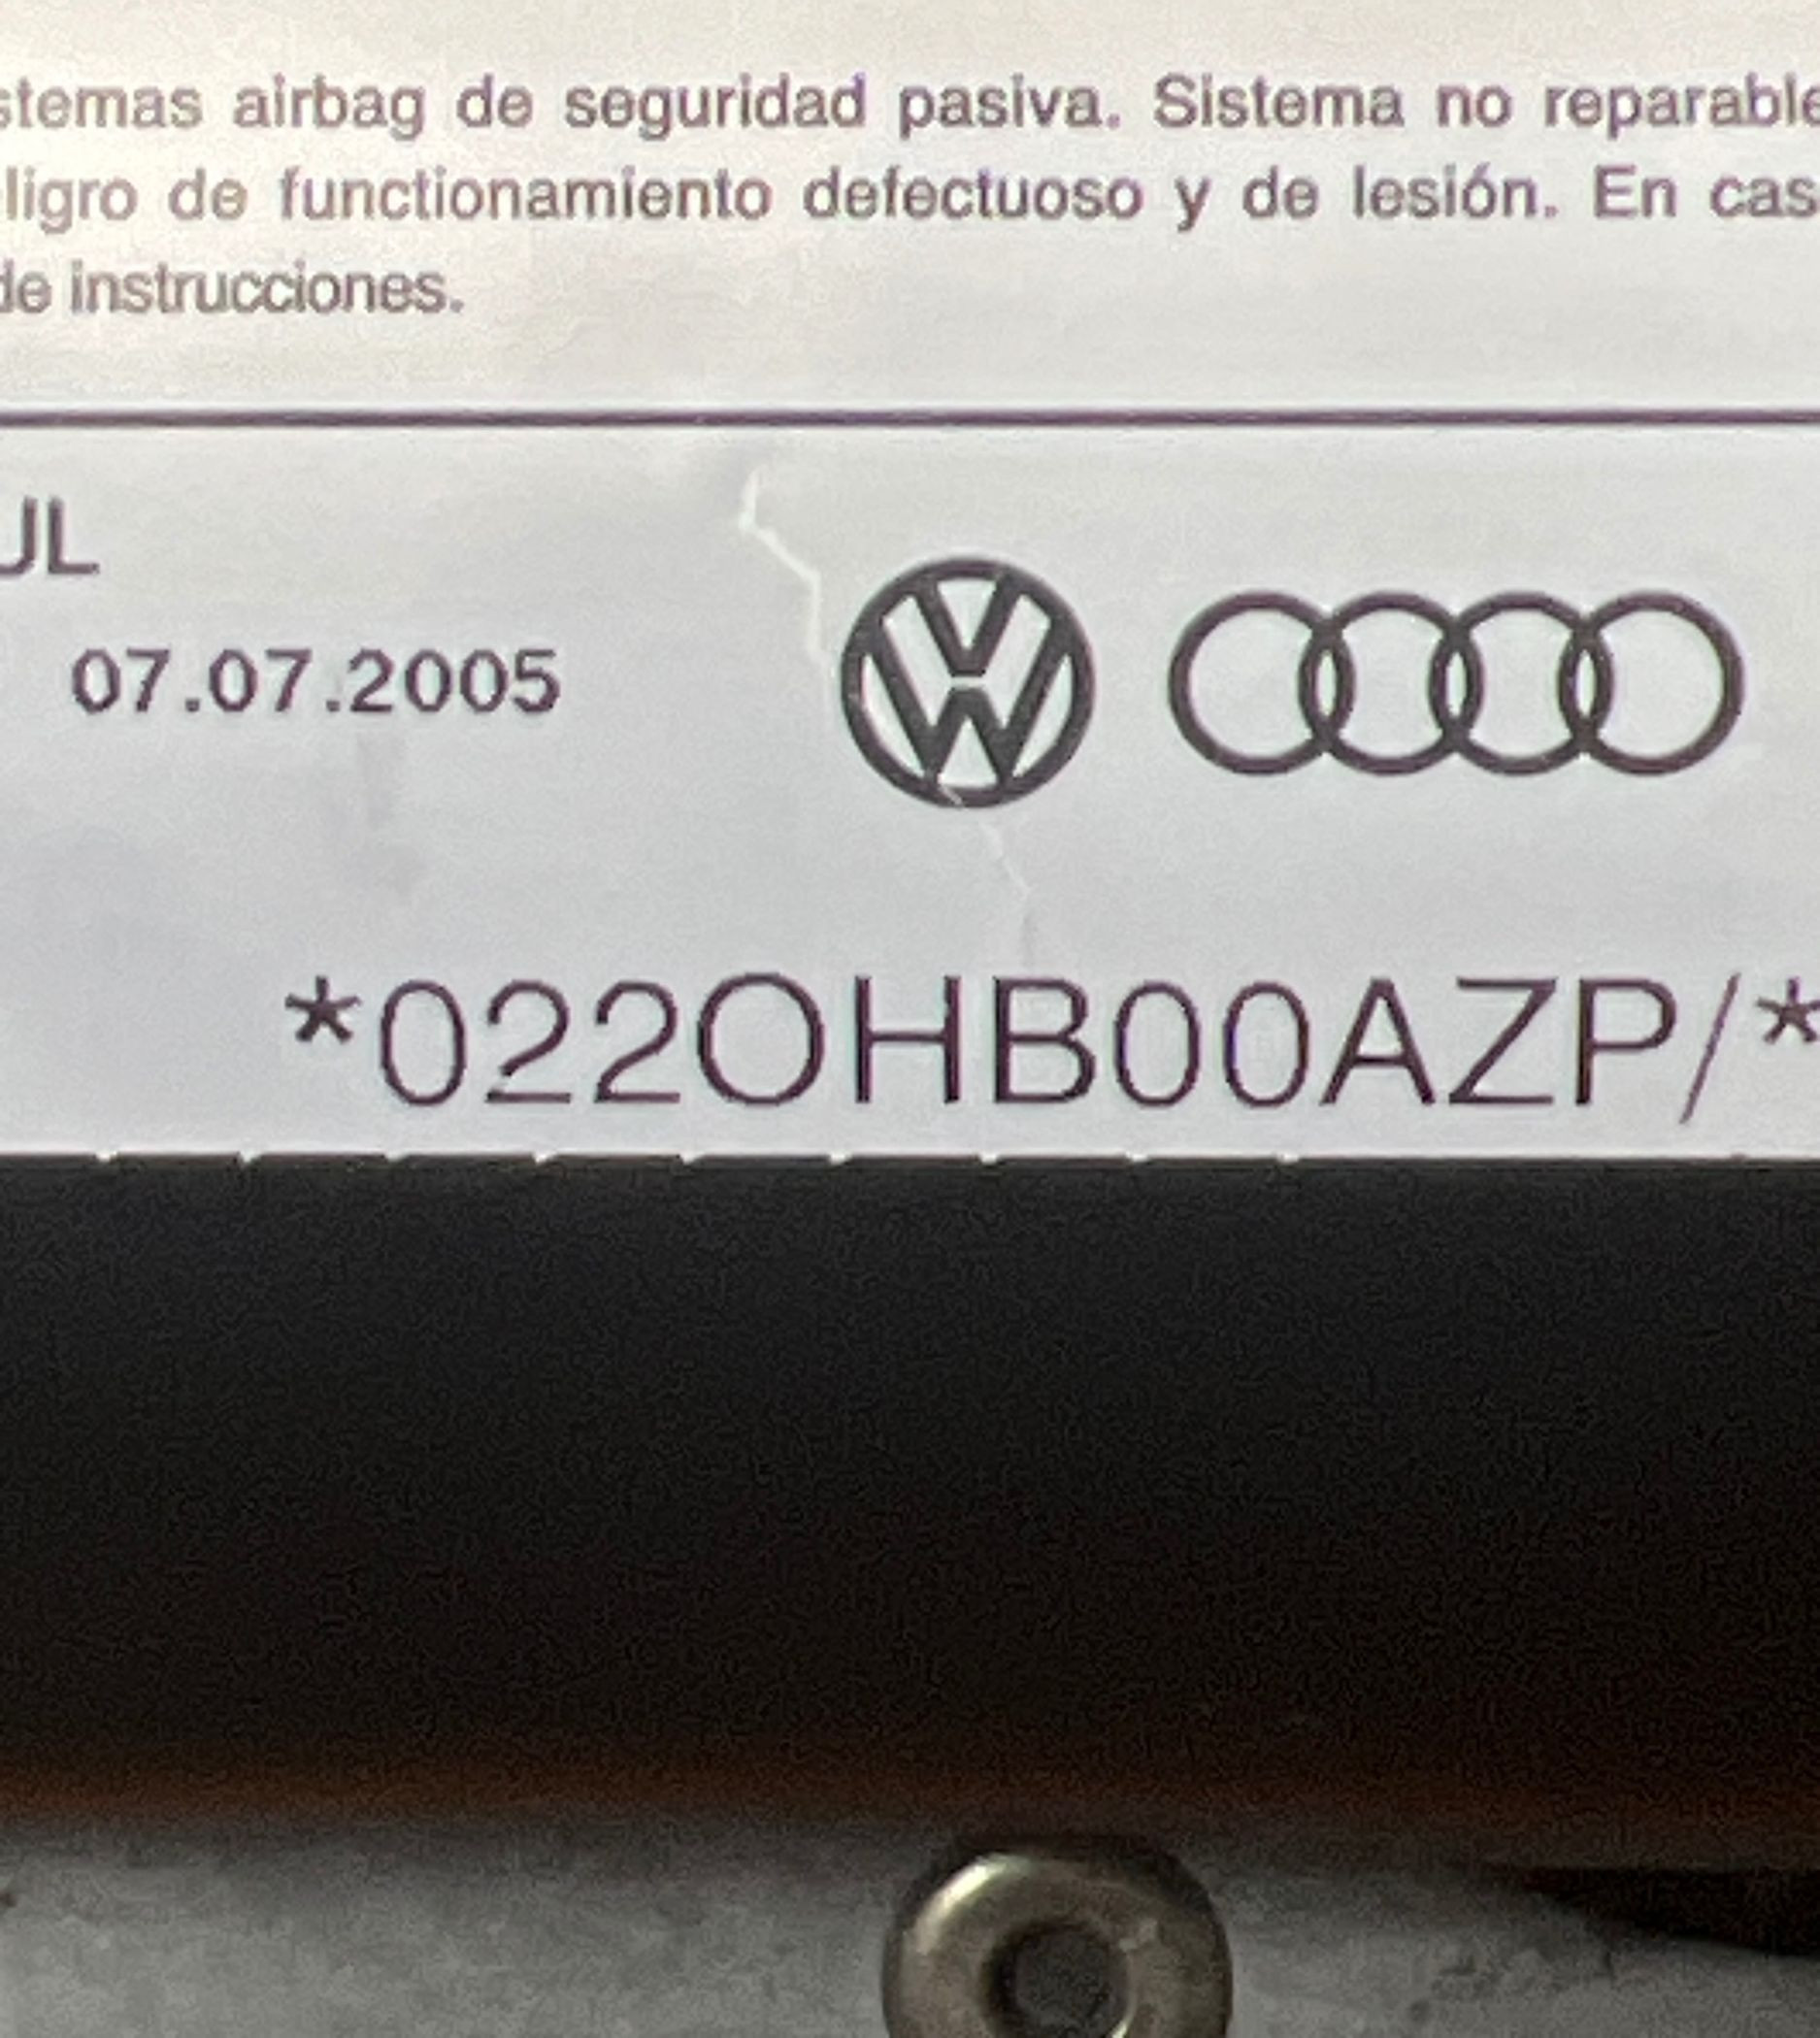 stemas airbag de seguridad pasiva. Sistema no reparable
ligro de functionamiento defectuoso y de lesión. En cas
de instrucciones.
UL
07.07.2005
*022OHB00AZP/*